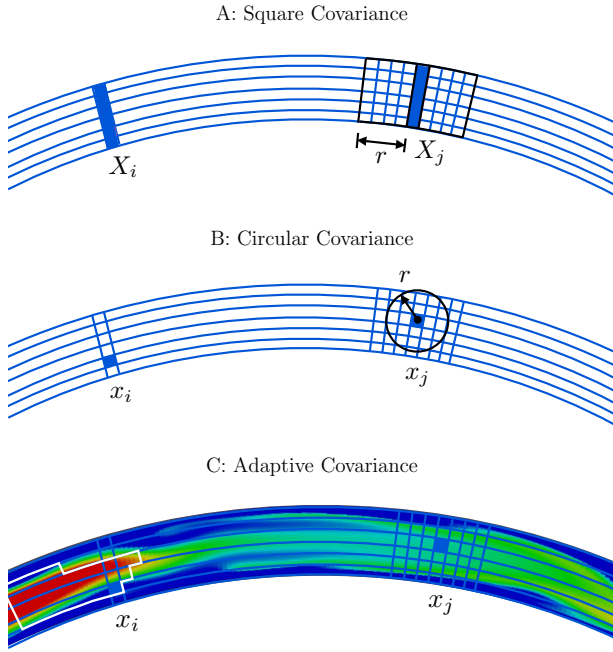 A: Square Covariance
X_i
r
X_j
B: Circular Covariance
r
x_i
x_j
C: Adaptive Covariance
x_i
x_j